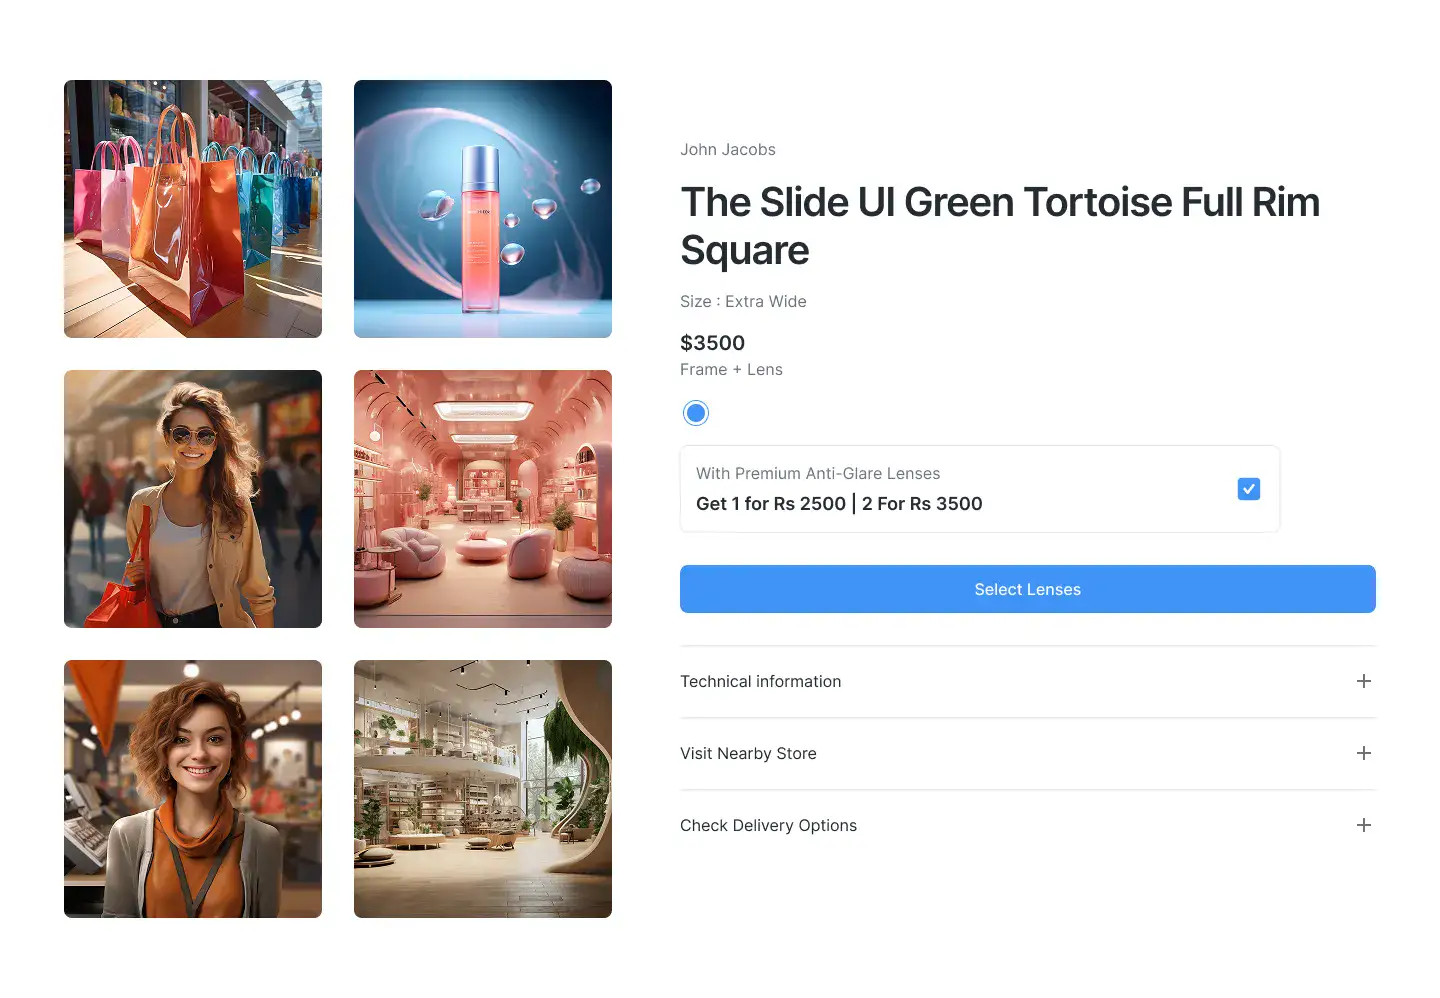 John Jacobs
The Slide UI Green Tortoise Full Rim
Square
Size : Extra Wide
$3500
Frame + Lens
With Premium Anti-Glare Lenses
Get 1 for Rs 2500 | 2 For Rs 3500
Select Lenses
Technical information
Visit Nearby Store
Check Delivery Options